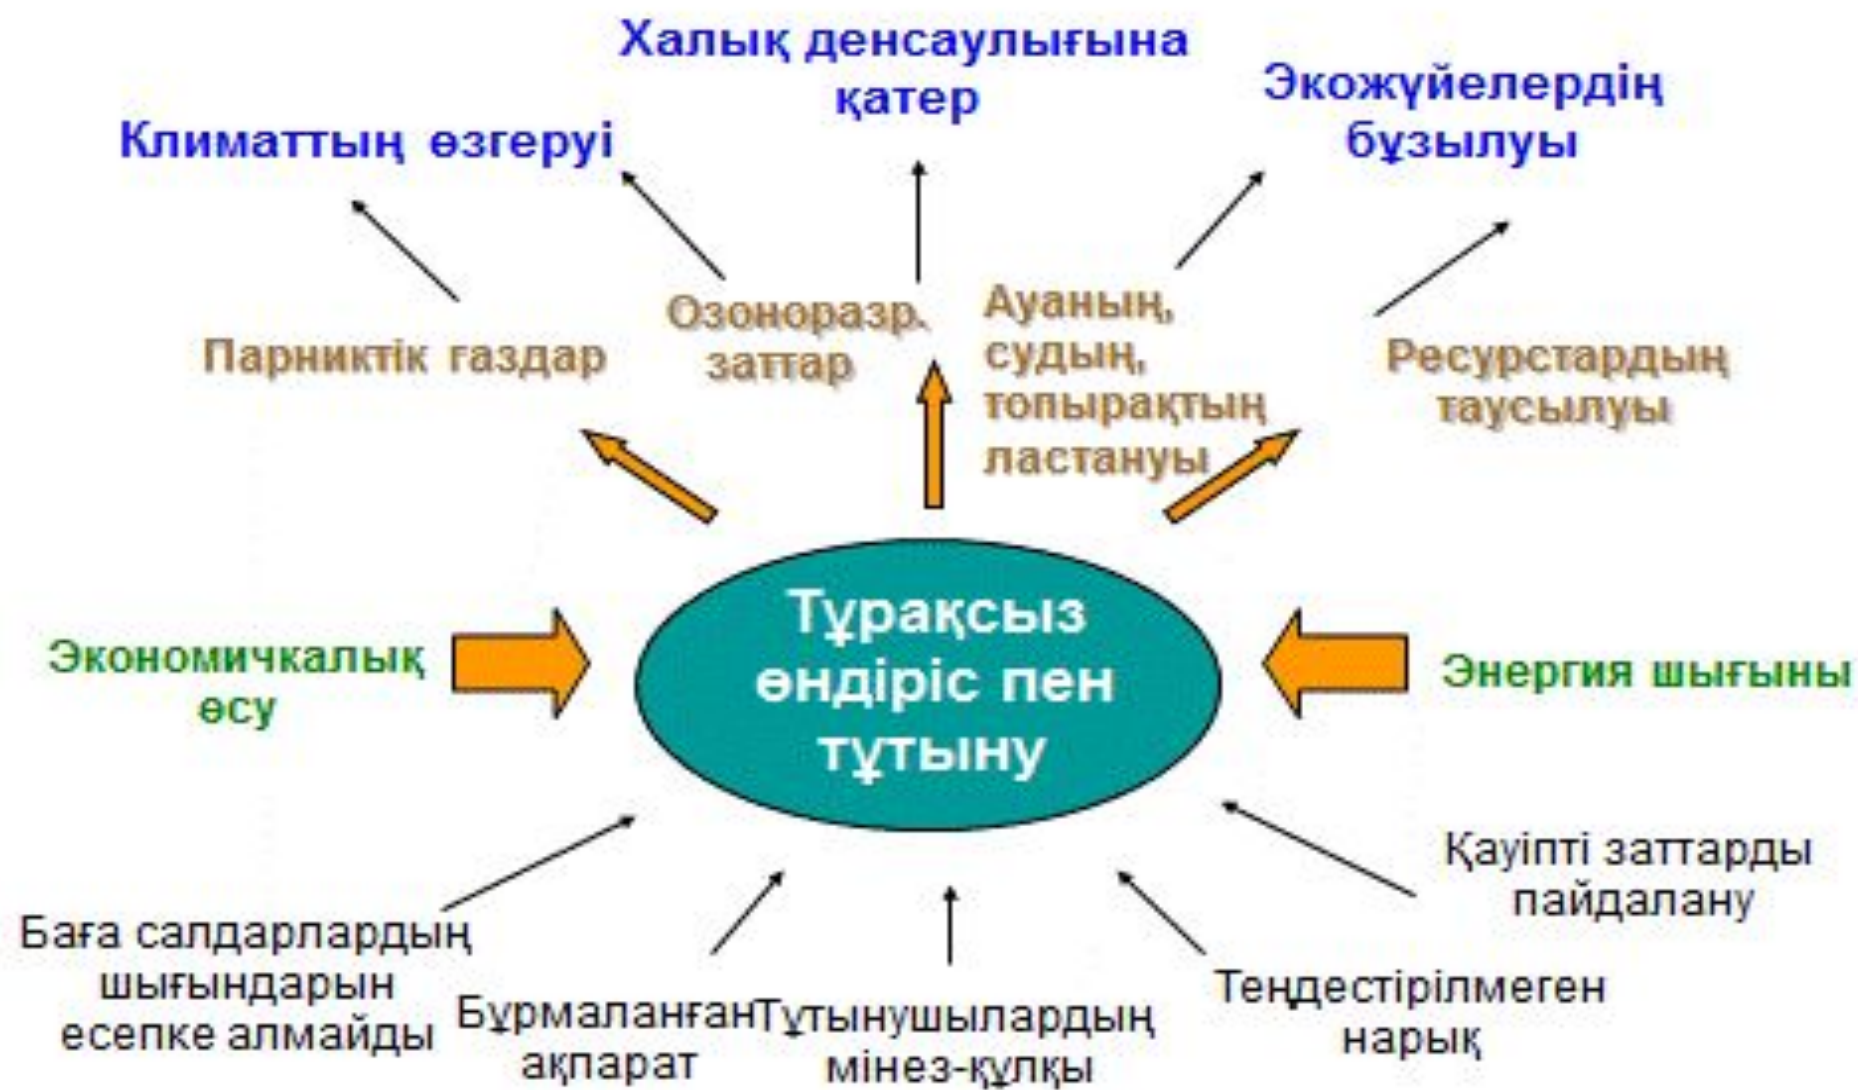 Халық денсаулығына
қатер
Экожүйелердің
бұзылуы
Климаттың өзгеруі
Парниктік газдар
Озоноразр.
заттар
Ауаның,
судың,
топырақтың
ластануы
Ресурстардың
таусылуы
Тұрақсыз
өндіріс пен
тұтыну
Экономичкалық
өсу
Энергия шығыны
Баға салдарлардың
шығындарын
есепке алмайды
Бұрмаланған
ақпарат
Тұтынушылардың
мінез-құлқы
Теңдестірілмеген
нарық
Қауіпті заттарды
пайдалану